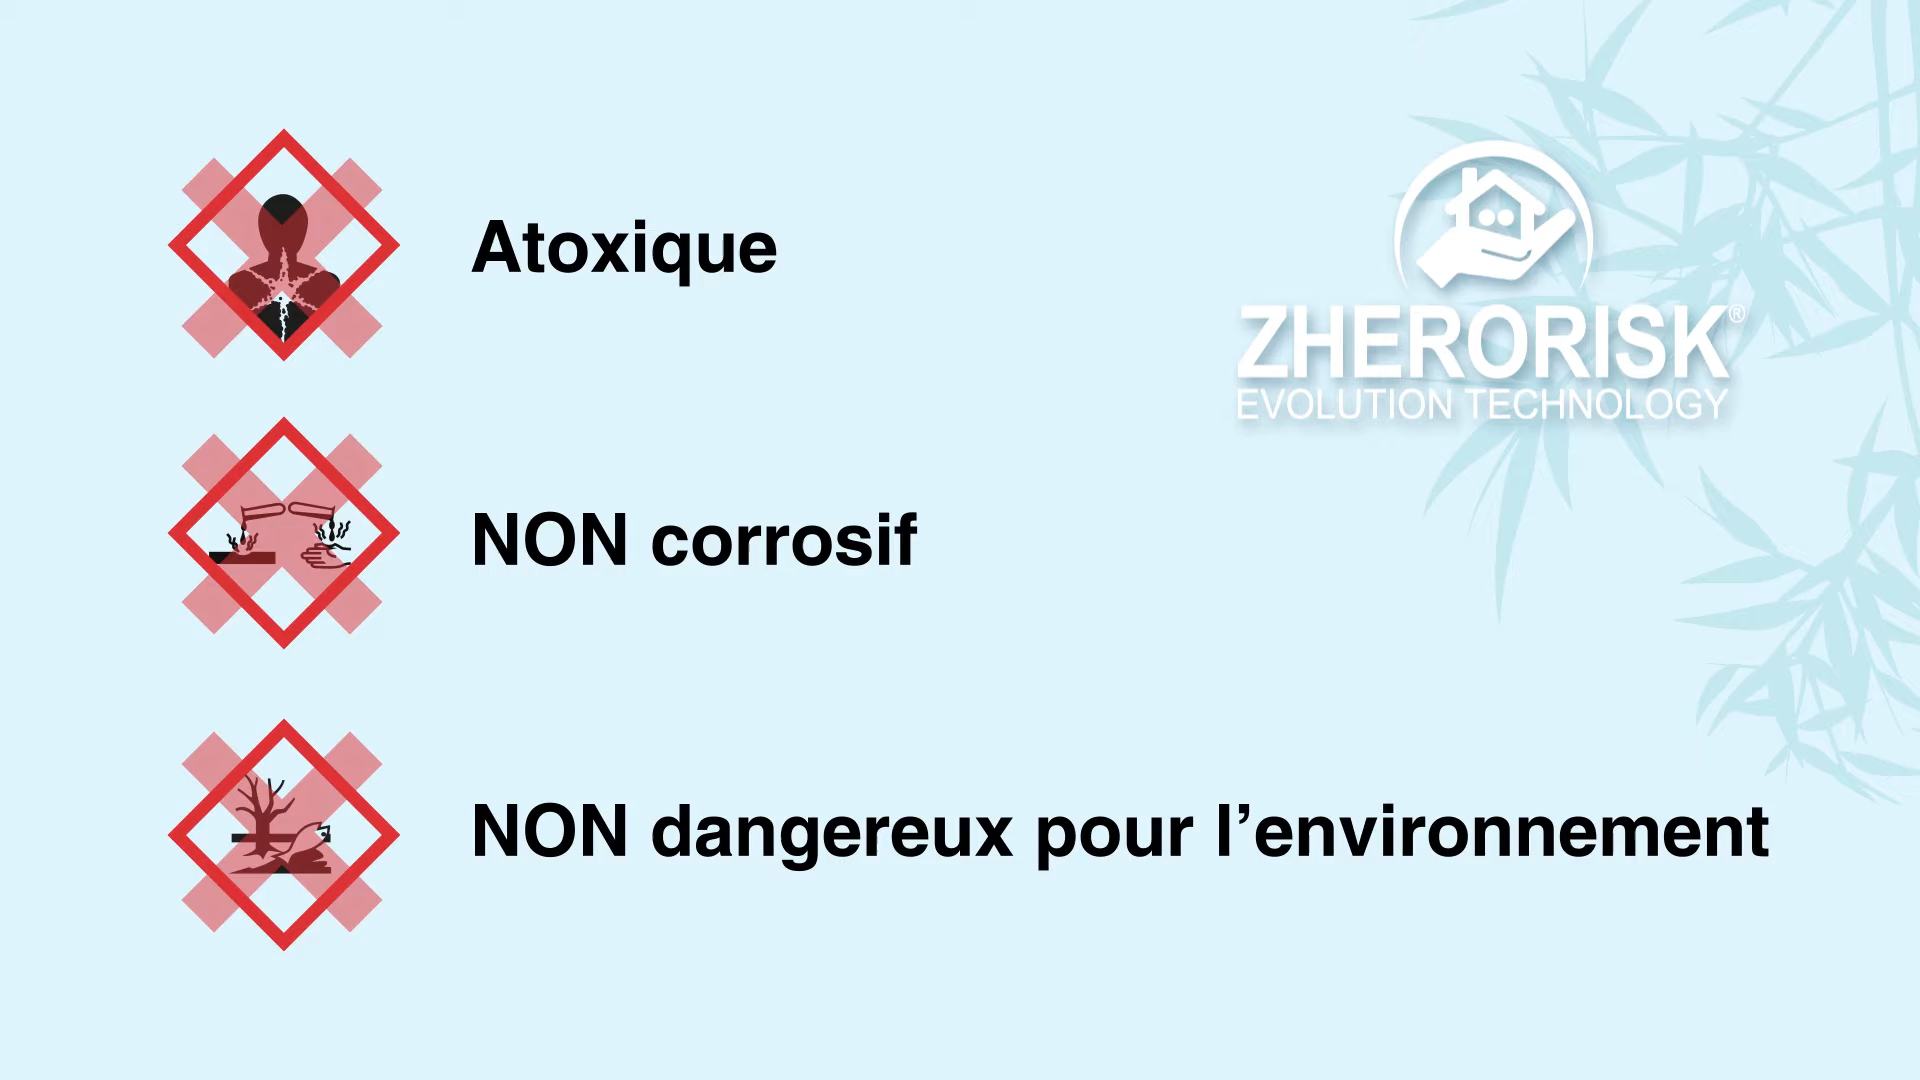 Atoxique
ZHERORISK®
EVOLUTION TECHNOLOGY
NON corrosif
NON dangereux pour l’environnement